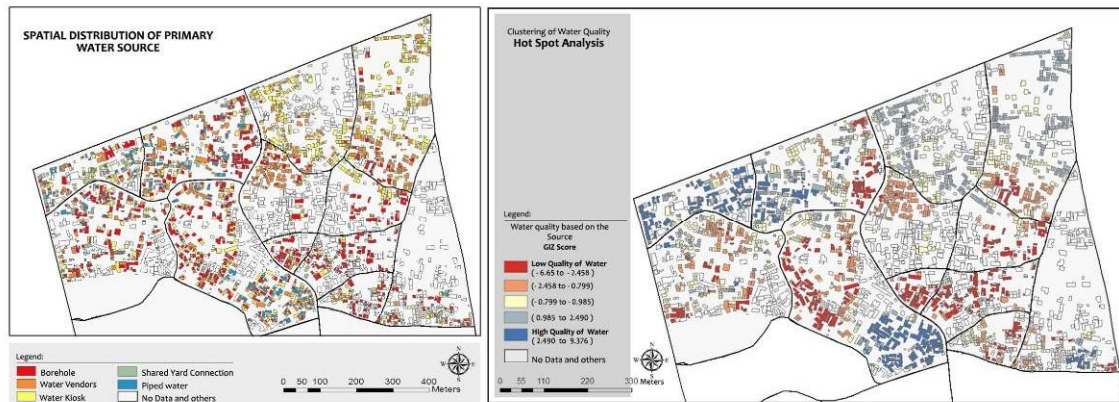 SPATIAL DISTRIBUTION OF PRIMARY
WATER SOURCE
Legend:
Borehole
Water Vendors
Water Kiosk
Shared Yard Connection
Piped water
No Data and others
N
W
E
S
0 50 100 200 300 400
Meters
Clustering of Water Quality
Hot Spot Analysis
Legend:
Water quality based on the
Source
GIZ Score
Low Quality of Water
( - 6.65 to - 2.458 )
( - 2.458 to - 0.799)
( - 0.799 to - 0.985)
( 0.985 to 2.490 )
High Quality of Water
( 2.490 to 9.376 )
No Data and others
N
W
E
S
0 55 110 220 330
Meters